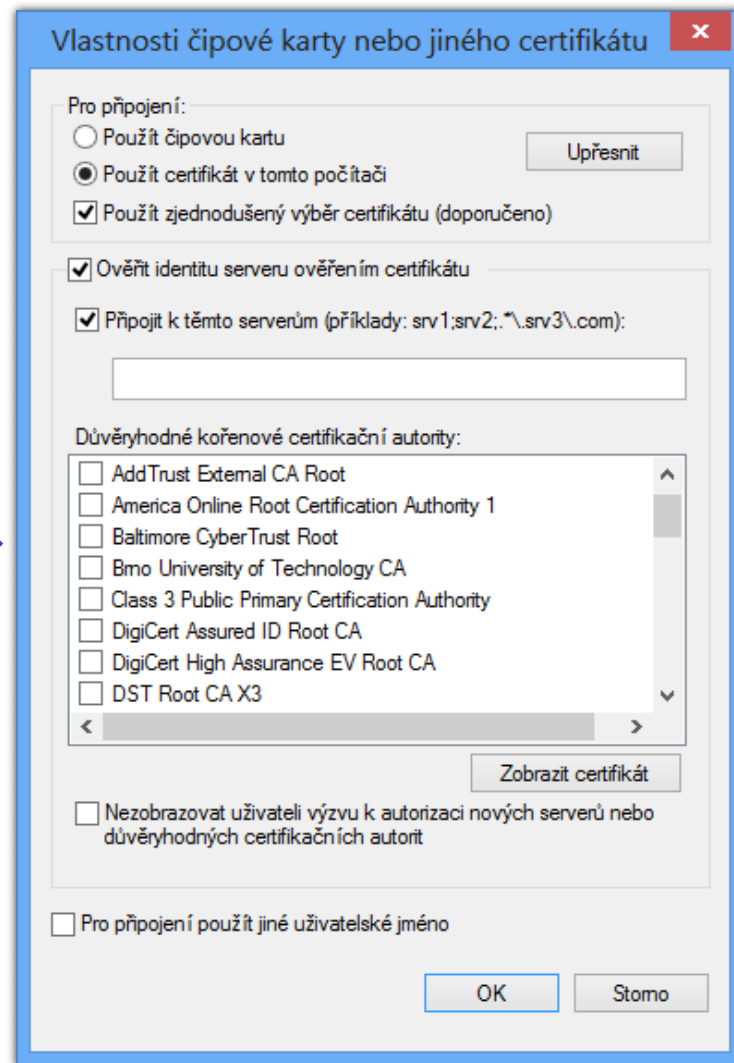 Vlastnosti čipové karty nebo jiného certifikátu
Pro připojení:
Použít čipovou kartu
Upřesnit
Použít certifikát v tomto počítači
Použít zjednodušený výběr certifikátu (doporučeno)
Ověřit identitu serveru ověřením certifikátu
Připojit k těmto serverům (příklady: srv1;srv2;.*\.srv3\.com):
Důvěryhodné kořenové certifikační autority:
AddTrust External CA Root
America Online Root Certification Authority 1
Baltimore CyberTrust Root
Brno University of Technology CA
Class 3 Public Primary Certification Authority
DigiCert Assured ID Root CA
DigiCert High Assurance EV Root CA
DST Root CA X3
Zobrazit certifikát
Nezobrazovat uživateli výzvu k autorizaci nových serverů nebo
důvěryhodných certifikačních autorit
Pro připojení použít jiné uživatelské jméno
OK
Storno